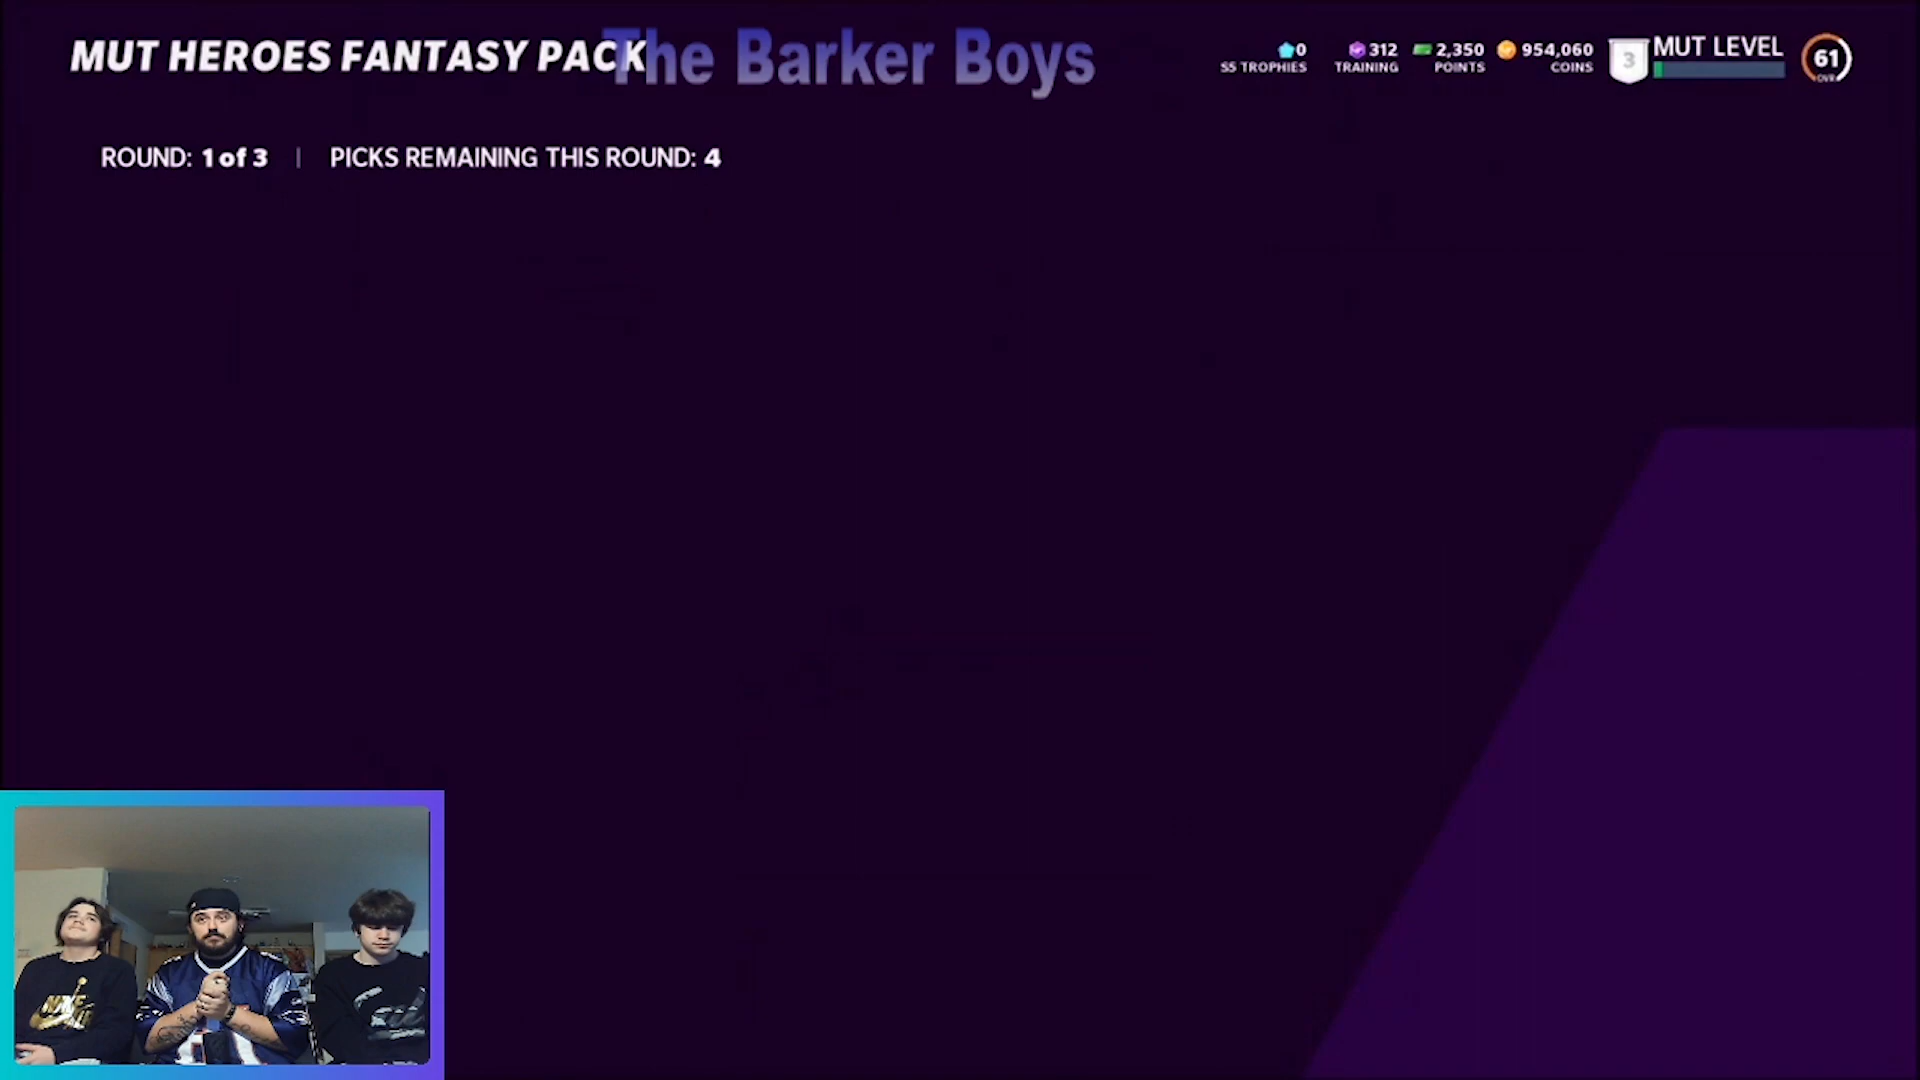 MUT HEROES FANTASY PACK
The Barker Boys
0
S5 TROPHIES
312
TRAINING
2,350
POINTS
954,060
COINS
3
MUT LEVEL
61
OVR
ROUND: 1 of 3 | PICKS REMAINING THIS ROUND: 4